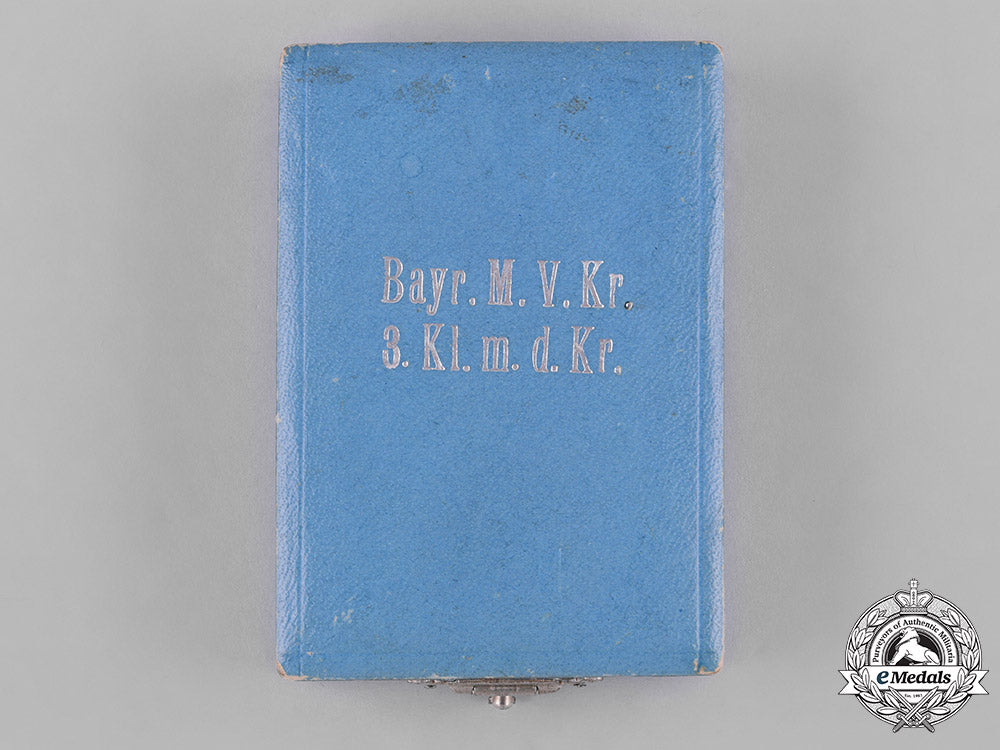 Bayr. M. V. Kr.
3. Kl. m. d. Kr.
Purveyors of Authentic Militaria
eMedals